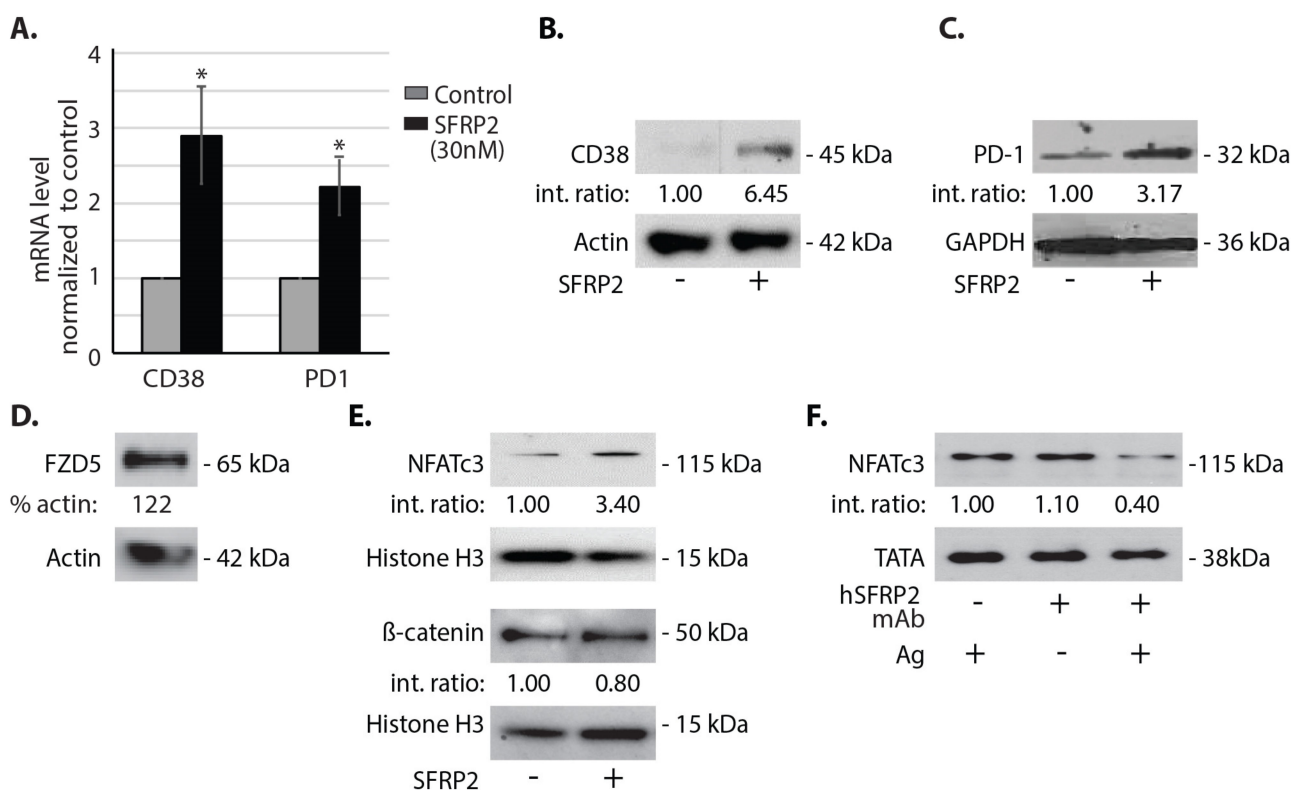 A.
4
3
2
1
0
mRNA level
normalized to control
*
*
CD38
PD1
Control
SFRP2
(30nM)
B.
CD38 - 45 kDa
int. ratio: 1.00 6.45
Actin - 42 kDa
SFRP2 - +
C.
PD-1 - 32 kDa
int. ratio: 1.00 3.17
GAPDH - 36 kDa
SFRP2 - +
D.
FZD5 - 65 kDa
% actin: 122
Actin - 42 kDa
E.
NFATc3 - 115 kDa
int. ratio: 1.00 3.40
Histone H3 - 15 kDa
ß-catenin - 50 kDa
int. ratio: 1.00 0.80
Histone H3 - 15 kDa
SFRP2 - +
F.
NFATc3 -115 kDa
int. ratio: 1.00 1.10 0.40
TATA - 38kDa
hSFRP2
mAb - + +
Ag + - +